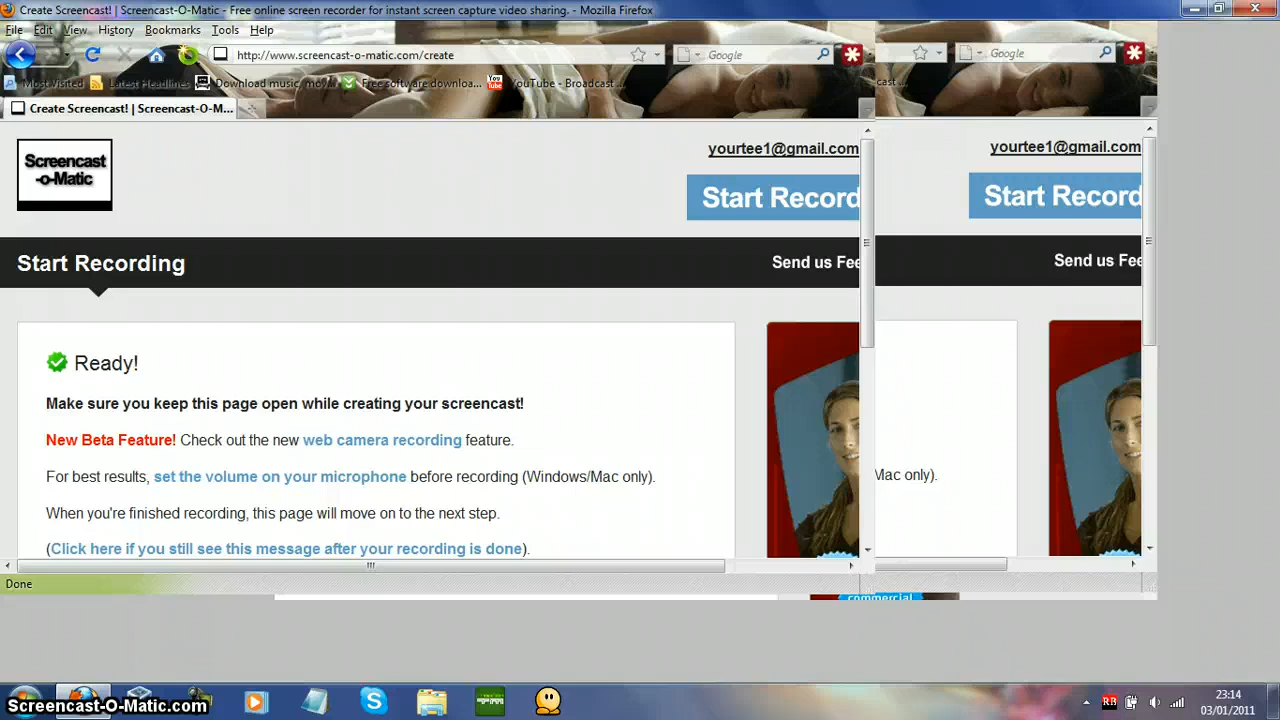 Create Screencast! | Screencast-O-Matic - Free online screen recorder for instant screen capture video sharing. - Mozilla Firefox
File Edit View History Bookmarks Tools Help
http://www.screencast-o-matic.com/create Google Google
Most Visited Latest Headlines Download music, mov... Free software downloa... You Tube YouTube - Broadcast ... cast...
Create Screencast! | Screencast-O-M...
Screencast
-o-Matic
yourtee1@gmail.com yourtee1@gmail.com
Start Record Start Record
Start Recording Send us Fee Send us Fee
Ready!
Make sure you keep this page open while creating your screencast!
New Beta Feature! Check out the new web camera recording feature.
For best results, set the volume on your microphone before recording (Windows/Mac only). Mac only).
When you're finished recording, this page will move on to the next step.
(Click here if you still see this message after your recording is done).
Done
commercial
Screencast-O-Matic.com
RB
23:14
03/01/2011